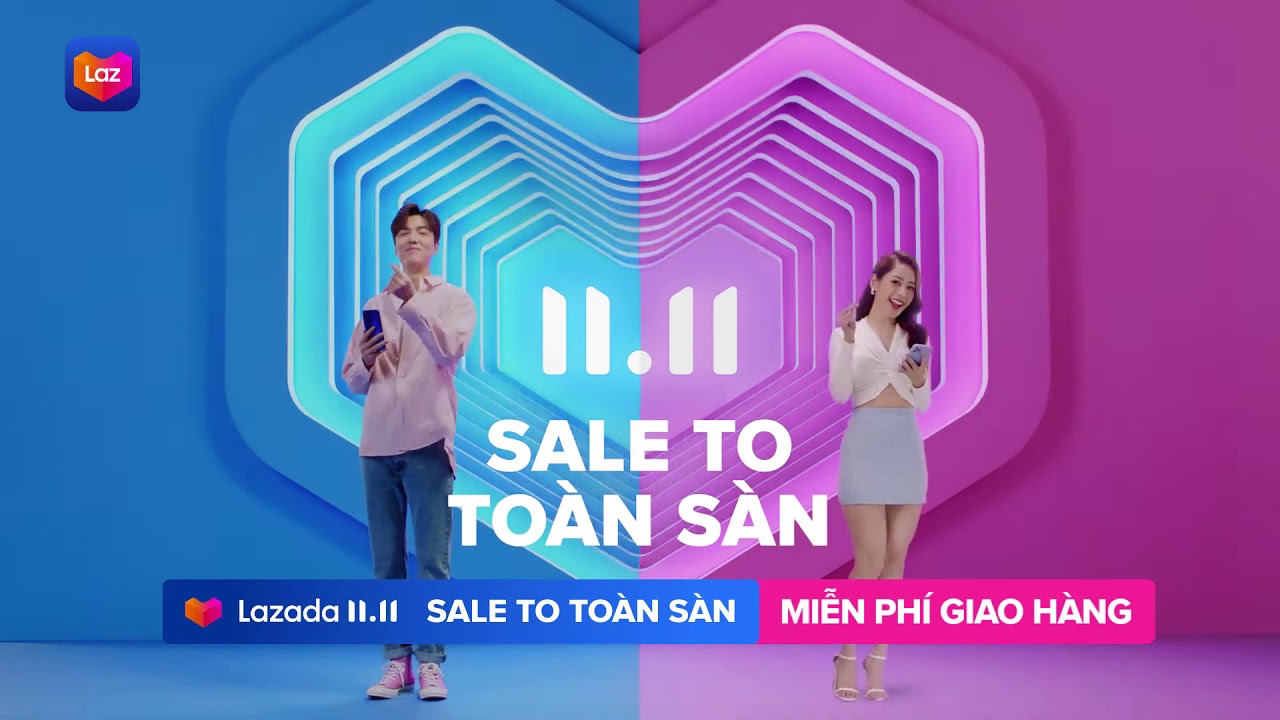 Laz
11.11
SALE TO
TOÀN SÀN
Lazada 11.11 SALE TO TOÀN SÀN MIỄN PHÍ GIAO HÀNG